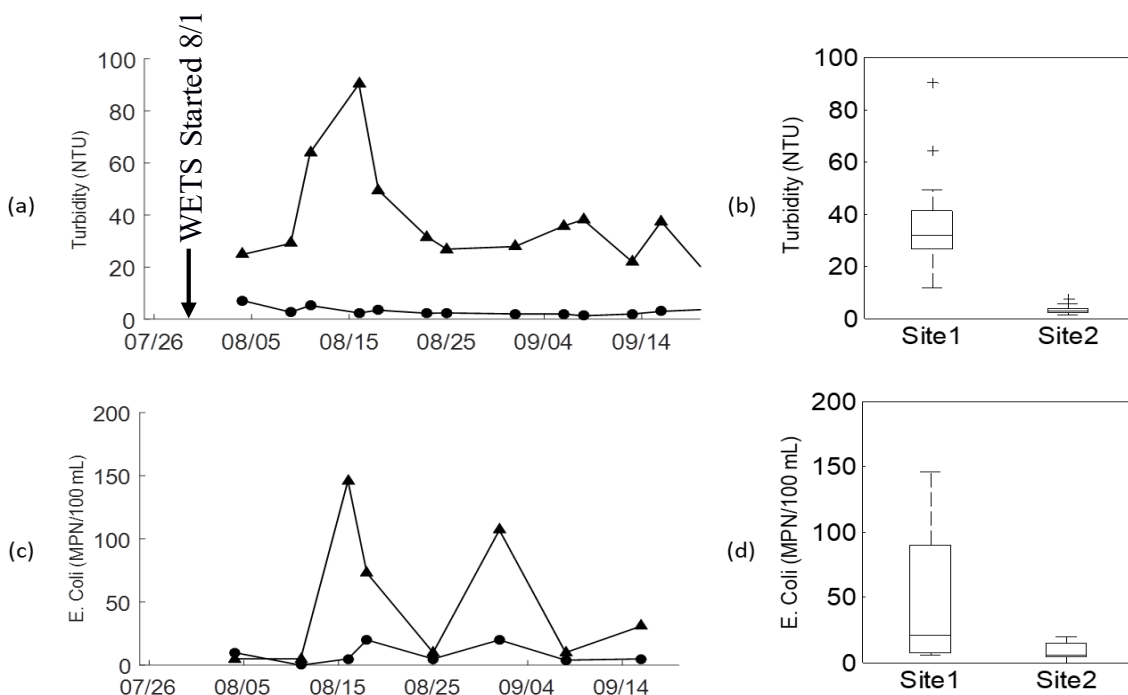 (a)
Turbidity (NTU)
100
80
60
40
20
0
WETS Started 8/1
07/26 08/05 08/15 08/25 09/04 09/14
(b)
Turbidity (NTU)
100
80
60
40
20
0
Site1 Site2
(c)
E. Coli (MPN/100 mL)
200
150
100
50
0
07/26 08/05 08/15 08/25 09/04 09/14
(d)
E. Coli (MPN/100 mL)
200
150
100
50
0
Site1 Site2